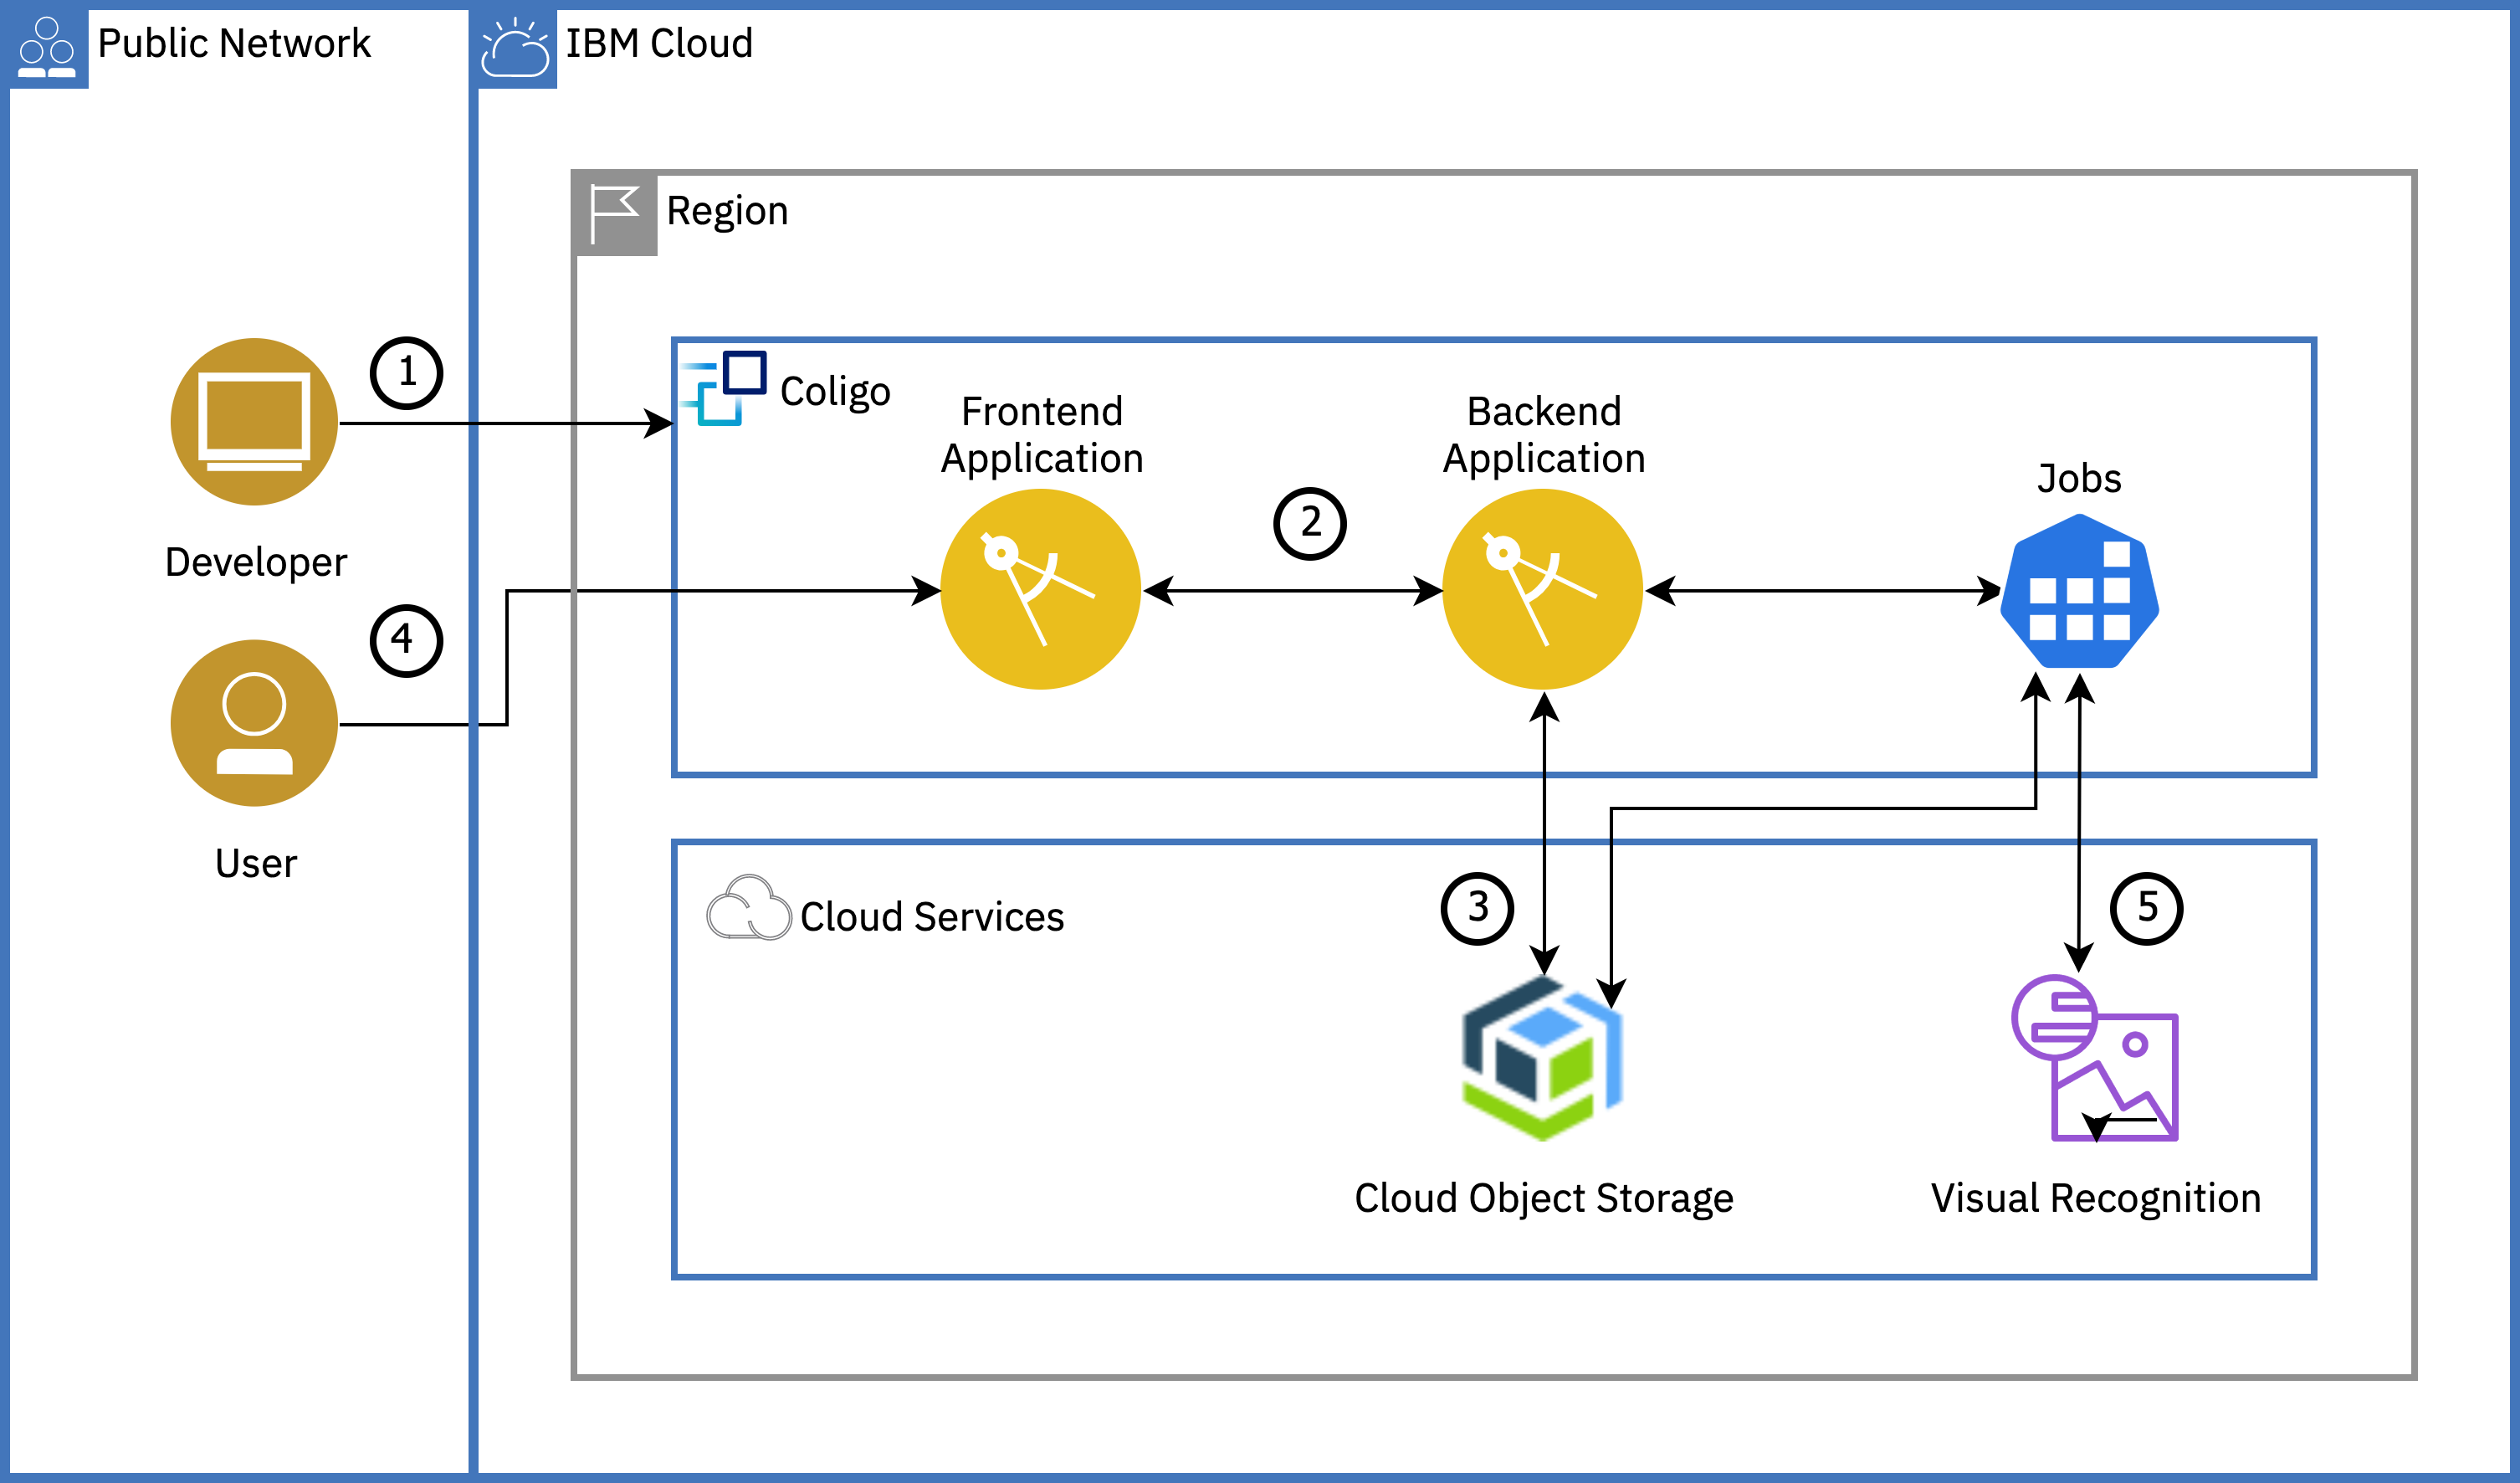 Public Network
IBM Cloud
Region
1
Coligo
Frontend
Application
Backend
Application
2
Jobs
Developer
4
User
Cloud Services
3
5
Cloud Object Storage
Visual Recognition